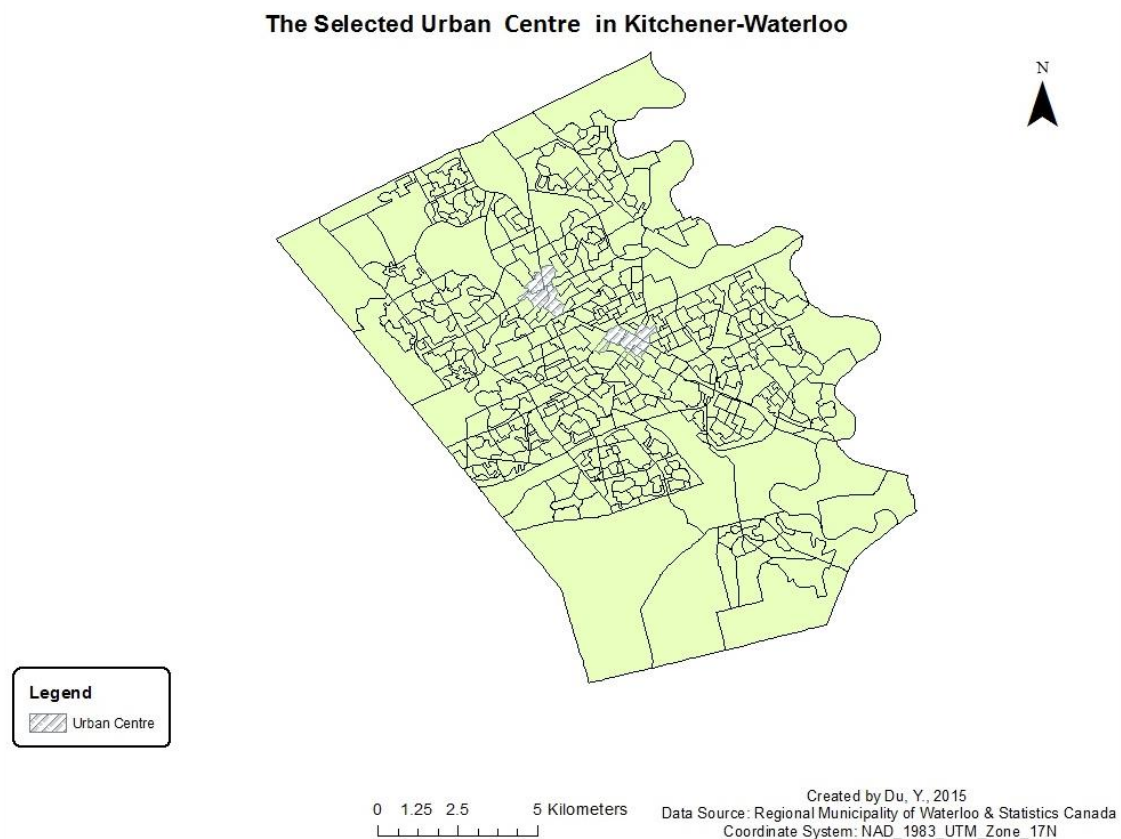 The Selected Urban Centre in Kitchener-Waterloo
N
Legend
Urban Centre
0 1.25 2.5 5 Kilometers
Created by Du, Y., 2015
Data Source: Regional Municipality of Waterloo & Statistics Canada
Coordinate System: NAD_1983_UTM_Zone_17N